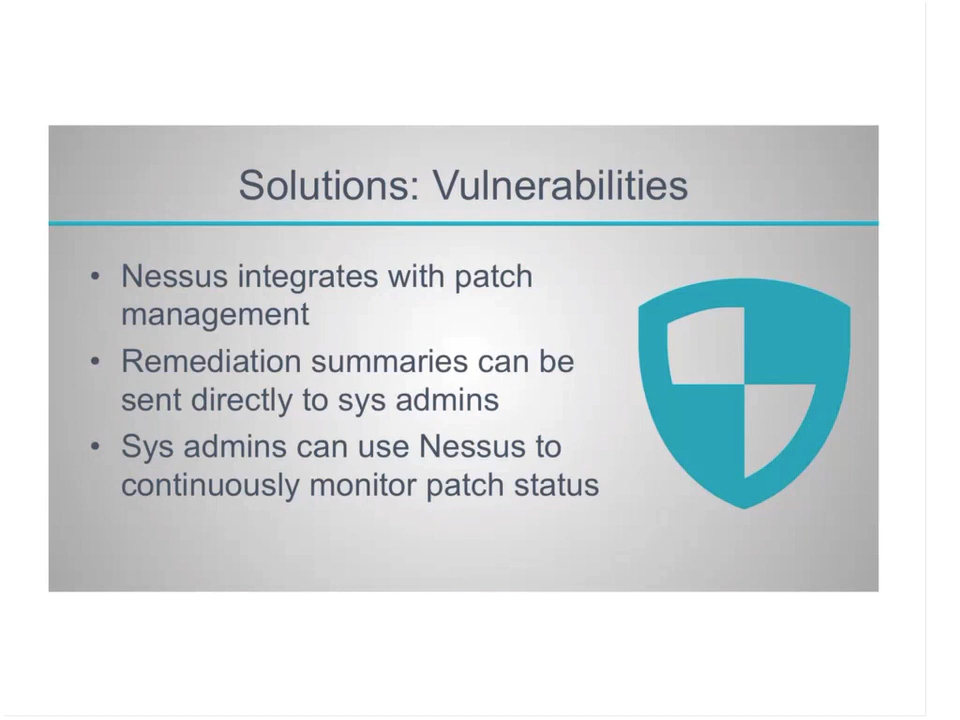 Solutions: Vulnerabilities
• Nessus integrates with patch
management
• Remediation summaries can be
sent directly to sys admins
• Sys admins can use Nessus to
continuously monitor patch status